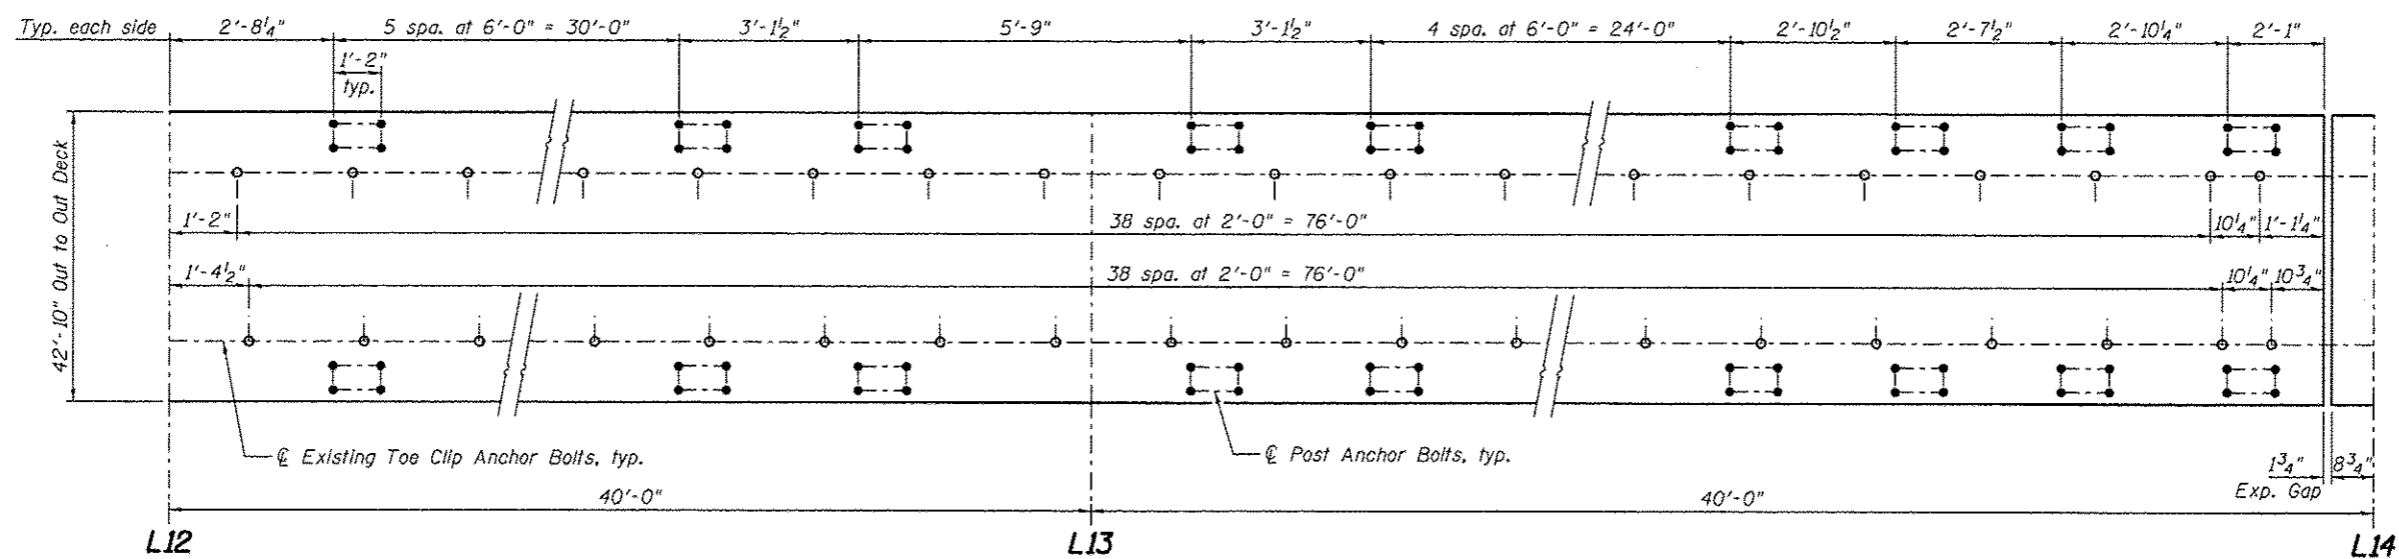 Typ. each side 2'-8¼" 5 spa. at 6'-0" = 30'-0" 3'-1½" 5'-9" 3'-1½" 4 spa. at 6'-0" = 24'-0" 2'-10½" 2'-7½" 2'-10¼" 2'-1"
1'-2"
typ.
42'-10" Out to Out Deck
1'-2" 38 spa. at 2'-0" = 76'-0" 10¼" 1'-1¼"
1'-4½" 38 spa. at 2'-0" = 76'-0" 10¼" 10¾"
℄ Existing Toe Clip Anchor Bolts, typ. ℄ Post Anchor Bolts, typ.
1¾" 8¾"
Exp. Gap
40'-0" 40'-0"
L12 L13 L14